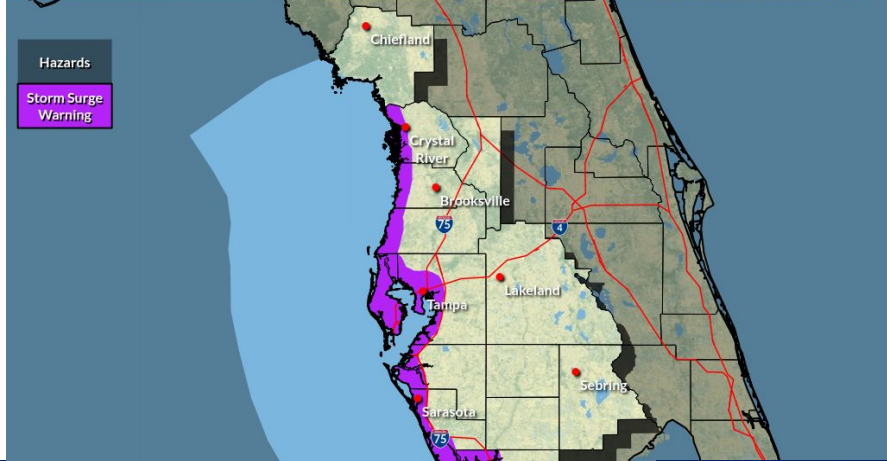 Chiefland
Hazards
Storm Surge
Warning
Crystal
River
Brooksville
75
4
Lakeland
Tampa
Sebring
Sarasota
75